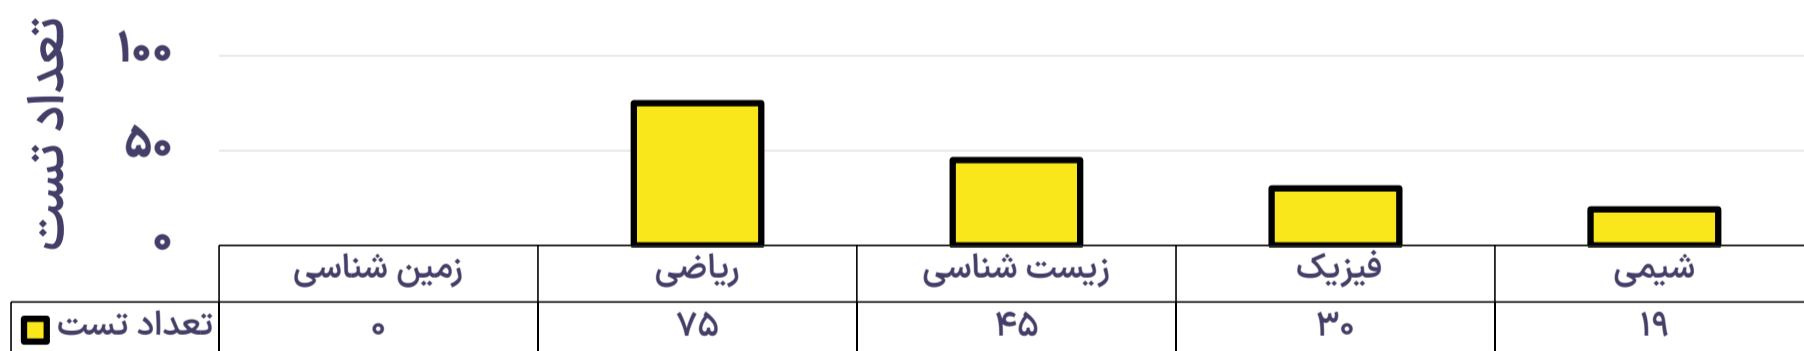 تعداد تست
۱۰۰
۵۰
۰
زمین شناسی ریاضی زیست شناسی فیزیک شیمی
تعداد تست ۰ ۷۵ ۴۵ ۳۰ ۱۹